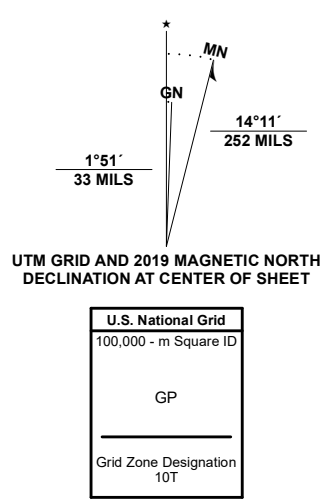 ★
MN
GN
14°11´
252 MILS
1°51´
33 MILS
UTM GRID AND 2019 MAGNETIC NORTH
DECLINATION AT CENTER OF SHEET
U.S. National Grid
100,000 - m Square ID
GP
Grid Zone Designation
10T